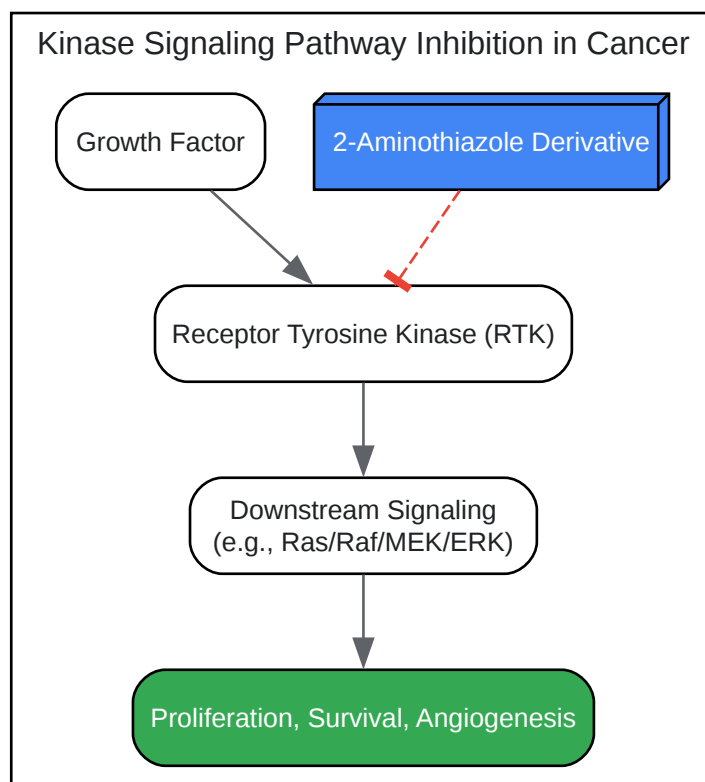 Kinase Signaling Pathway Inhibition in Cancer
Growth Factor
2-Aminothiazole Derivative
Receptor Tyrosine Kinase (RTK)
Downstream Signaling
(e.g., Ras/Raf/MEK/ERK)
Proliferation, Survival, Angiogenesis